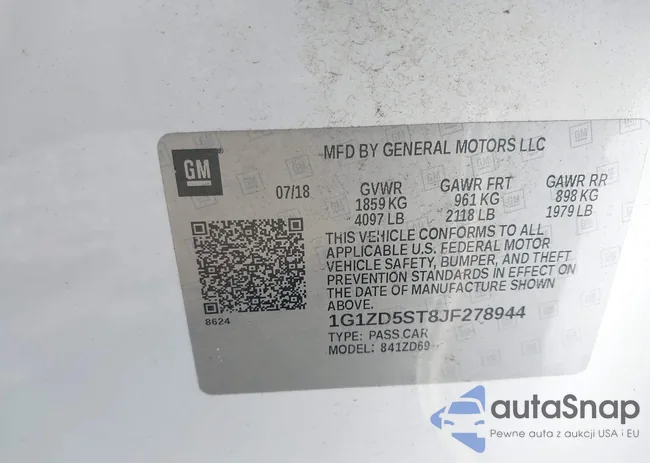 GM
MFD BY GENERAL MOTORS LLC
07/18
GVWR GAWR FRT GAWR RR
1859 KG 961 KG 898 KG
4097 LB 2118 LB 1979 LB
THIS VEHICLE CONFORMS TO ALL
APPLICABLE U.S. FEDERAL MOTOR
VEHICLE SAFETY, BUMPER, AND THEFT
PREVENTION STANDARDS IN EFFECT ON
THE DATE OF MANUFACTURE SHOWN
ABOVE.
8624
1G1ZD5ST8JF278944
TYPE: PASS CAR
MODEL: 841ZD69
autaSnap
Pewne auta z aukcji USA i EU